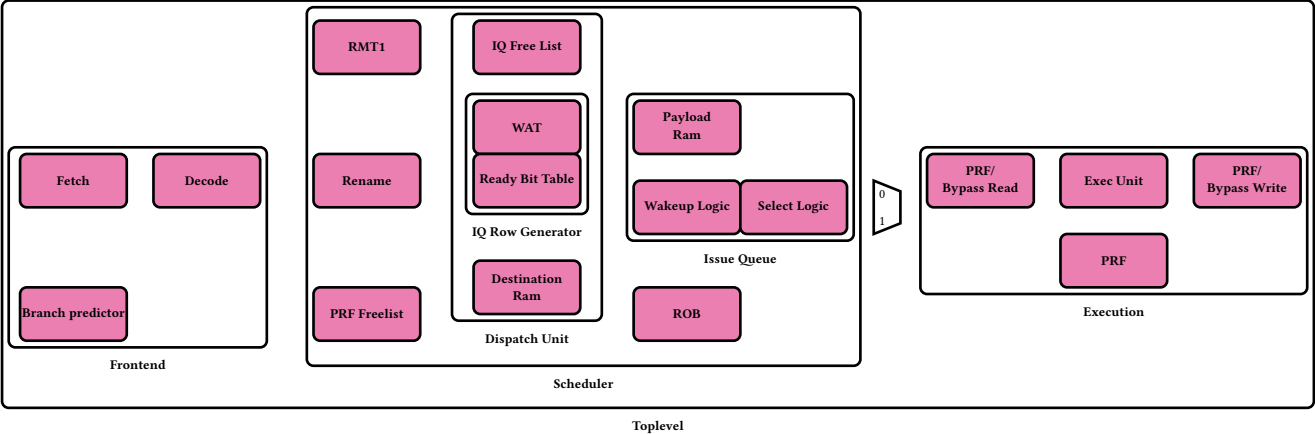 RMT1
IQ Free List
WAT
Payload
Ram
Fetch
Decode
Rename
Ready Bit Table
PRF/
Bypass Read
Exec Unit
PRF/
Bypass Write
Wakeup Logic
Select Logic
0
1
IQ Row Generator
Issue Queue
PRF
Destination
Ram
Branch predictor
PRF Freelist
ROB
Execution
Dispatch Unit
Frontend
Scheduler
Toplevel